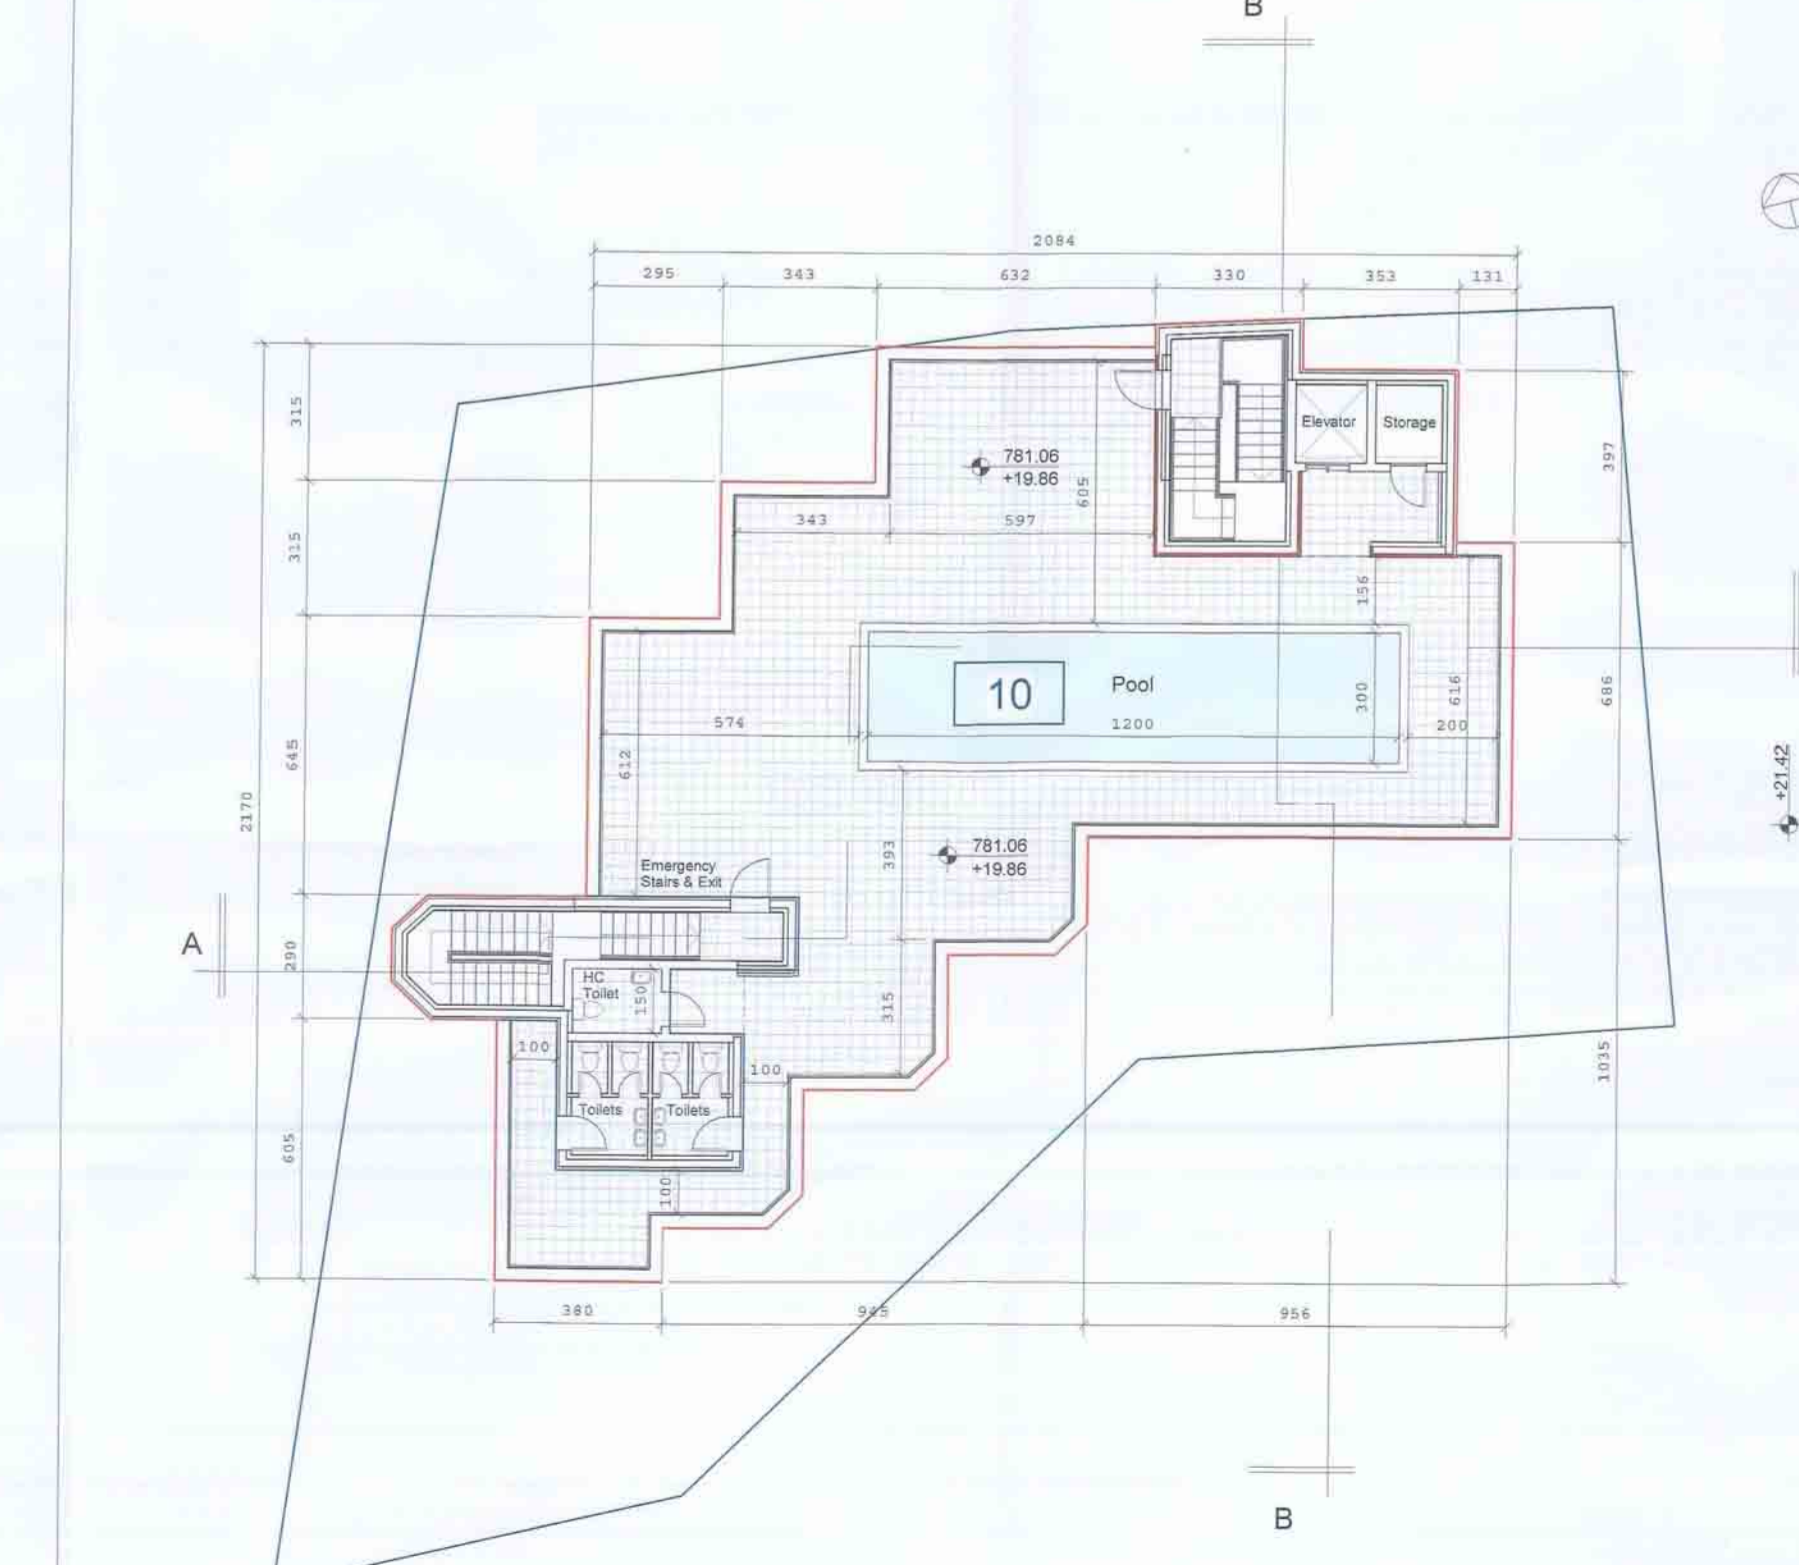 B
2084
295 343 632 330 353 131
315
Elevator Storage
781.06
+19.86
605
397
343 597
315
156
645
10 Pool
300
616
686
574 1200 200
612
2170
+21.42
393
781.06
+19.86
Emergency
Stairs & Exit
A
290
HC
Toilet
150
315
100
100
1035
Toilets Toilets
605
100
380 945 956
B